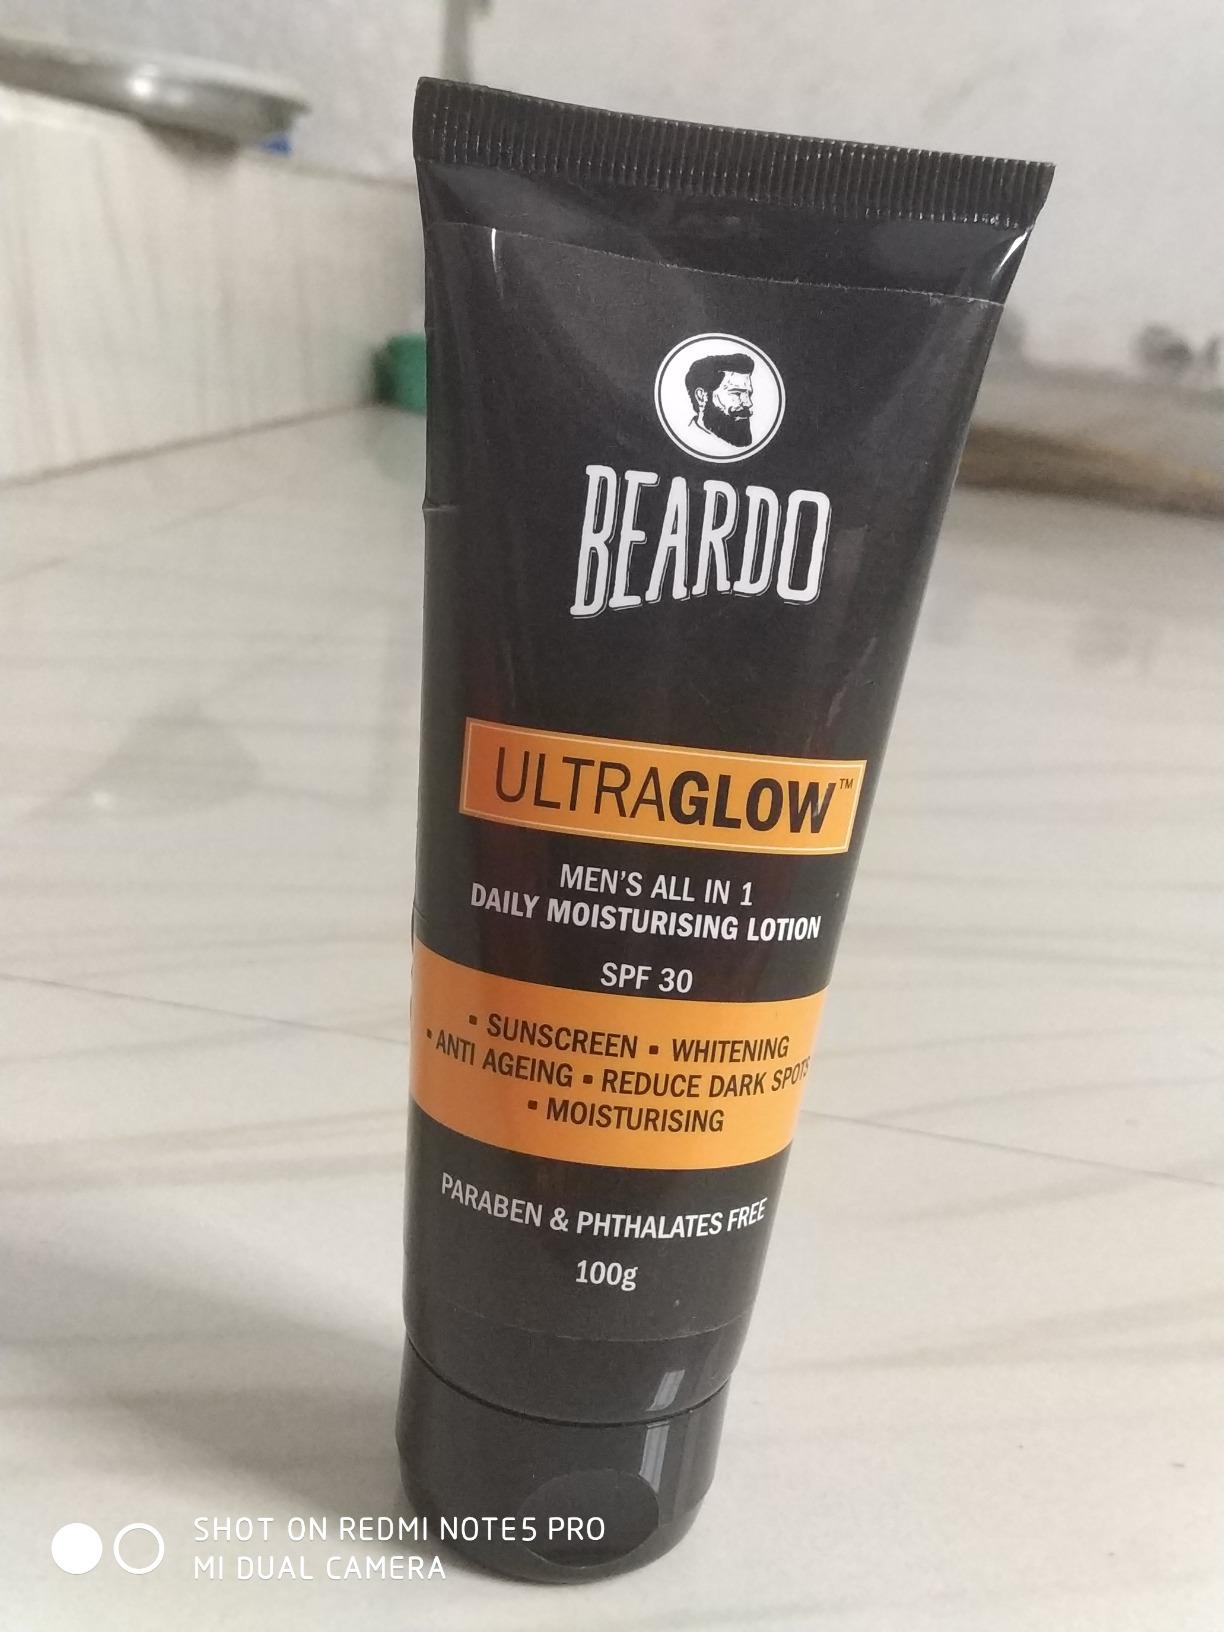 BEARDO
ULTRAGLOW™
MEN'S ALL IN 1
DAILY MOISTURISING LOTION
SPF 30
▪ SUNSCREEN ▪ WHITENING
▪ ANTI AGEING ▪ REDUCE DARK SPOTS
▪ MOISTURISING
PARABEN & PHTHALATES FREE
100g
SHOT ON REDMI NOTE5 PRO
MI DUAL CAMERA